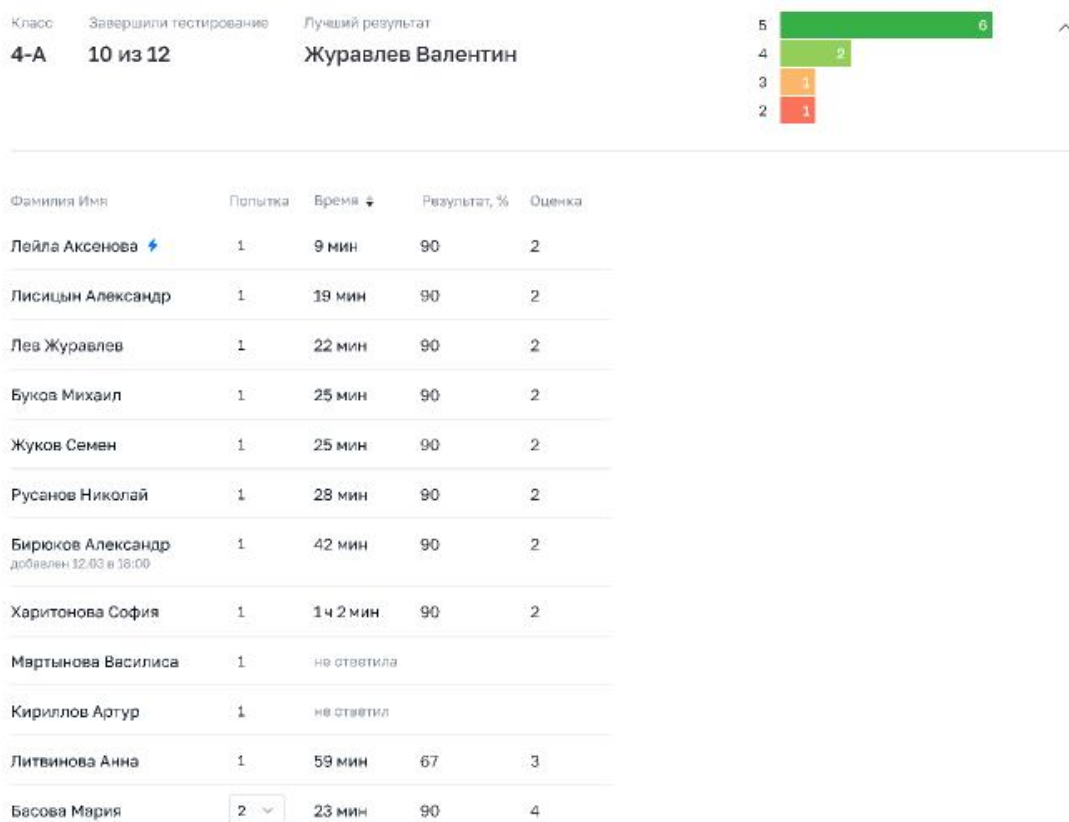 Класс Завершили тестирование Лучший результат
4-А 10 из 12 Журавлев Валентин
5 6
4 2
3 1
2 1
Фамилия Имя Попытка Время Результат, % Оценка
Лейла Аксенова 1 9 мин 90 2
Лисицын Александр 1 19 мин 90 2
Лев Журавлев 1 22 мин 90 2
Буков Михаил 1 25 мин 90 2
Жуков Семен 1 25 мин 90 2
Русанов Николай 1 28 мин 90 2
Бирюков Александр 1 42 мин 90 2
добавлен 12.03 в 18:00
Харитонова София 1 1 ч 2 мин 90 2
Мартынова Василиса 1 не ответила
Кириллов Артур 1 не ответил
Литвинова Анна 1 59 мин 67 3
Басова Мария 2 23 мин 90 4